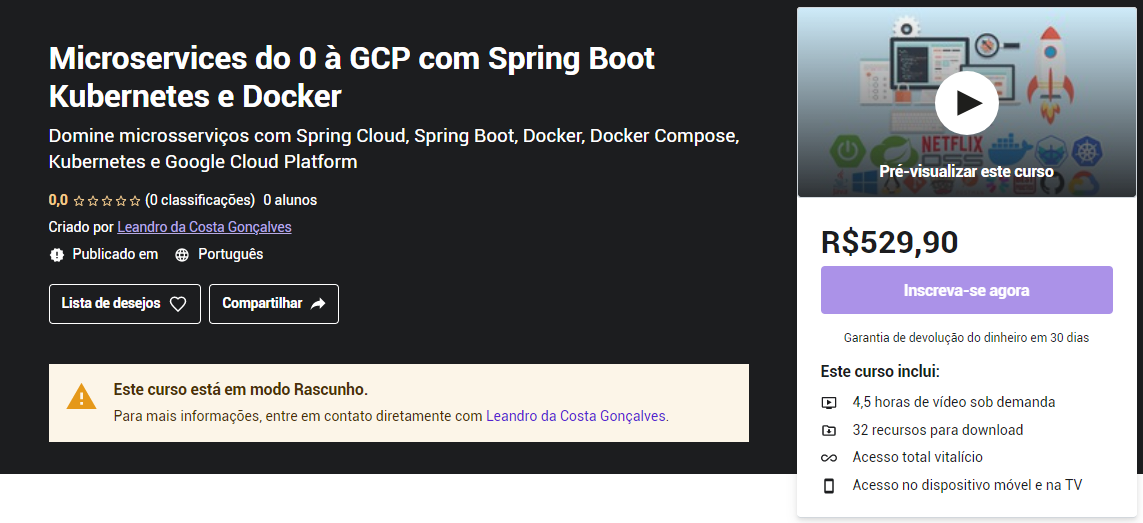 Microservices do 0 à GCP com Spring Boot
Kubernetes e Docker
Domine microsserviços com Spring Cloud, Spring Boot, Docker, Docker Compose,
Kubernetes e Google Cloud Platform
0,0 (0 classificações) 0 alunos
Criado por Leandro da Costa Gonçalves
Publicado em Português
Lista de desejos Compartilhar
Este curso está em modo Rascunho.
Para mais informações, entre em contato diretamente com Leandro da Costa Gonçalves.
NETFLIX
OSS
Pré-visualizar este curso
R$529,90
Inscreva-se agora
Garantia de devolução do dinheiro em 30 dias
Este curso inclui:
4,5 horas de vídeo sob demanda
32 recursos para download
Acesso total vitalício
Acesso no dispositivo móvel e na TV